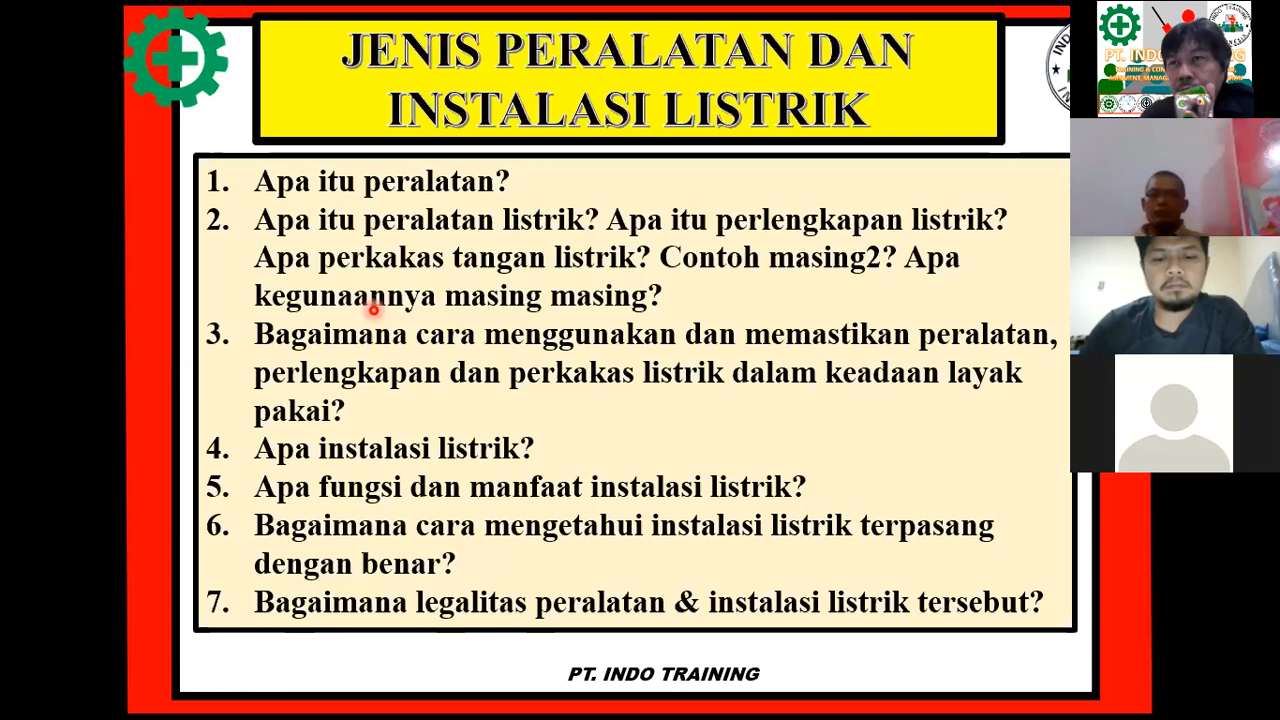 JENIS PERALATAN DAN
INSTALASI LISTRIK
1. Apa itu peralatan?
2. Apa itu peralatan listrik? Apa itu perlengkapan listrik?
Apa perkakas tangan listrik? Contoh masing2? Apa
kegunaannya masing masing?
3. Bagaimana cara menggunakan dan memastikan peralatan,
perlengkapan dan perkakas listrik dalam keadaan layak
pakai?
4. Apa instalasi listrik?
5. Apa fungsi dan manfaat instalasi listrik?
6. Bagaimana cara mengetahui instalasi listrik terpasang
dengan benar?
7. Bagaimana legalitas peralatan & instalasi listrik tersebut?
PT. INDO TRAINING